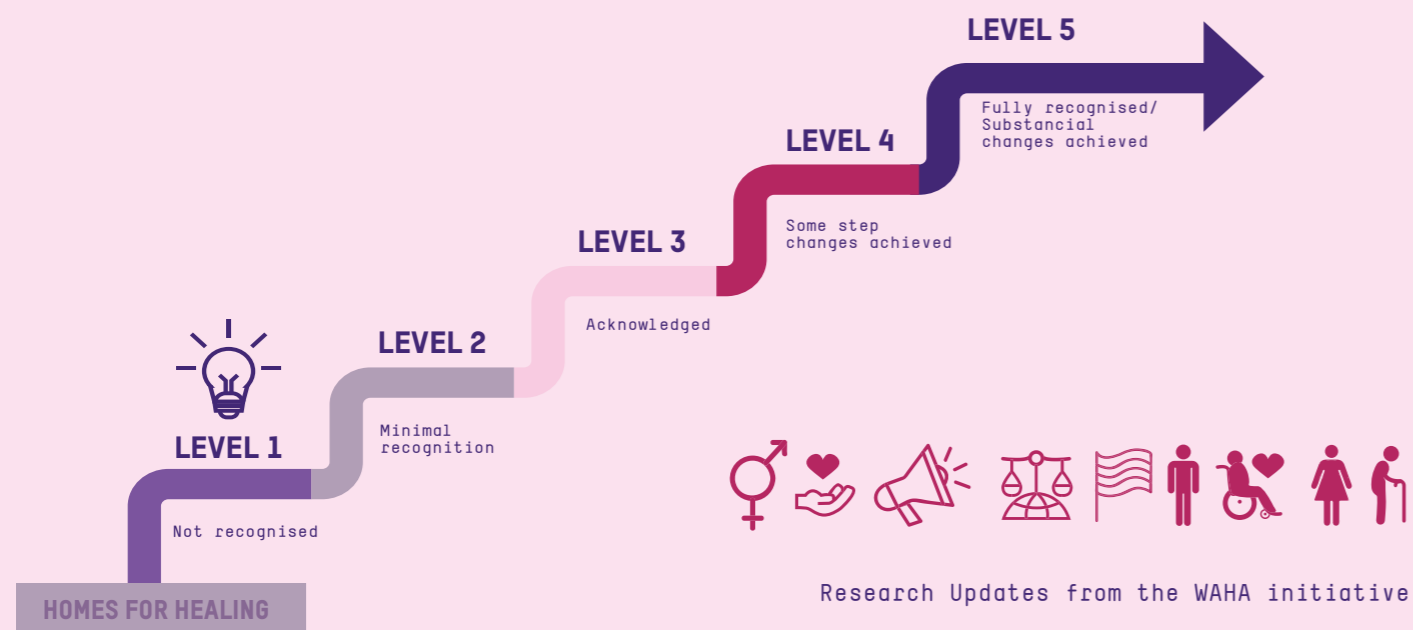 LEVEL 5
Fully recognised/
Substancial
changes achieved
LEVEL 4
Some step
changes achieved
LEVEL 3
Acknowledged
LEVEL 2
Minimal
recognition
LEVEL 1
Not recognised
HOMES FOR HEALING
Research Updates from the WAHA initiative